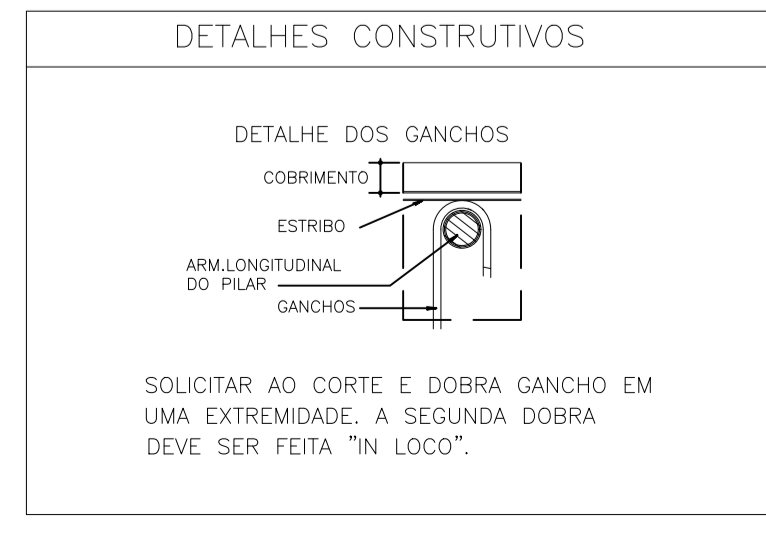 DETALHES CONSTRUTIVOS
DETALHE DOS GANCHOS
COBRIMENTO
ESTRIBO
ARM.LONGITUDINAL
DO PILAR
GANCHOS
SOLICITAR AO CORTE E DOBRA GANCHO EM
UMA EXTREMIDADE. A SEGUNDA DOBRA
DEVE SER FEITA ”IN LOCO”.